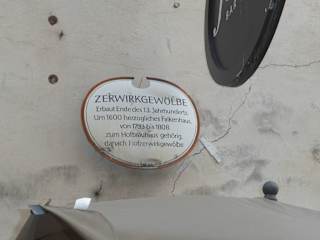 BAR
ZERWIRKGEWÖLBE
Erbaut Ende des 13. Jahrhunderts.
Um 1600 herzogliches Falkenhaus,
von 1733 bis 1808
zum Hofbräuhaus gehörig,
danach Hofzerwirkgewölbe